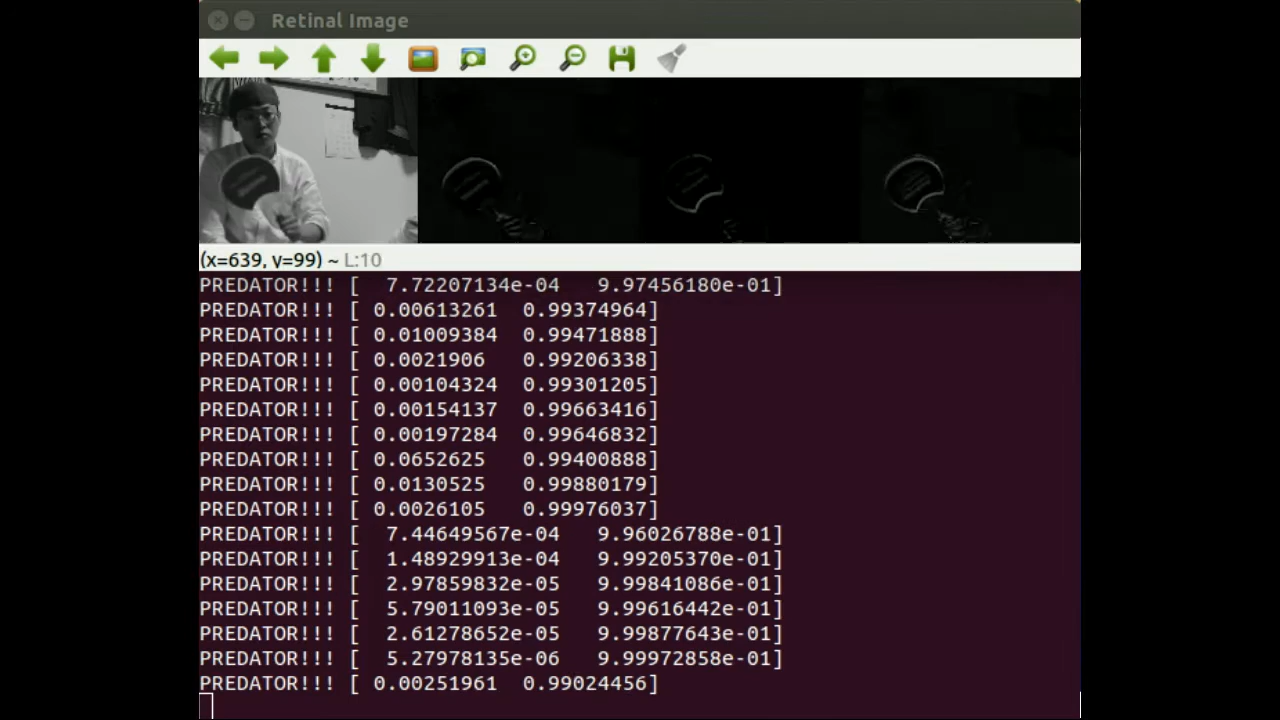 Retinal Image
(x=639, y=99) ~ L:10
PREDATOR!!! [  7.72207134e-04   9.97456180e-01]
PREDATOR!!! [ 0.00613261  0.99374964]
PREDATOR!!! [ 0.01009384  0.99471888]
PREDATOR!!! [ 0.0021906   0.99206338]
PREDATOR!!! [ 0.00104324  0.99301205]
PREDATOR!!! [ 0.00154137  0.99663416]
PREDATOR!!! [ 0.00197284  0.99646832]
PREDATOR!!! [ 0.0652625   0.99400888]
PREDATOR!!! [ 0.0130525   0.99880179]
PREDATOR!!! [ 0.0026105   0.99976037]
PREDATOR!!! [  7.44649567e-04   9.96026788e-01]
PREDATOR!!! [  1.48929913e-04   9.99205370e-01]
PREDATOR!!! [  2.97859832e-05   9.99841086e-01]
PREDATOR!!! [  5.79011093e-05   9.99616442e-01]
PREDATOR!!! [  2.61278652e-05   9.99877643e-01]
PREDATOR!!! [  5.27978135e-06   9.99972858e-01]
PREDATOR!!! [ 0.00251961  0.99024456]